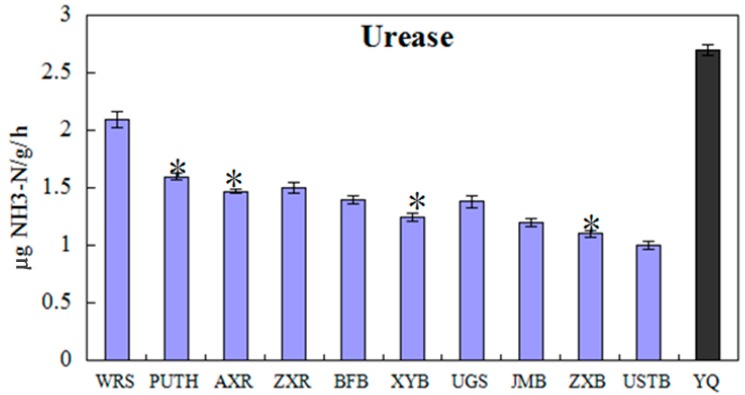 Urease
µg NH3-N/g/h
3
2.5
2
1.5
1
0.5
0
* * * *
WRS PUTH AXR ZXR BFB XYB UGS JMB ZXB USTB YQ